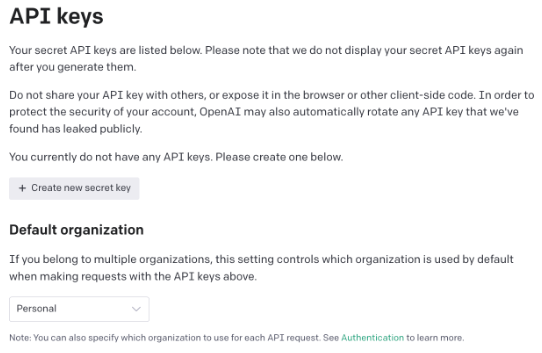 API keys
Your secret API keys are listed below. Please note that we do not display your secret API keys again
after you generate them.
Do not share your API key with others, or expose it in the browser or other client-side code. In order to
protect the security of your account, OpenAI may also automatically rotate any API key that we've
found has leaked publicly.
You currently do not have any API keys. Please create one below.
+ Create new secret key
Default organization
If you belong to multiple organizations, this setting controls which organization is used by default
when making requests with the API keys above.
Personal
Note: You can also specify which organization to use for each API request. See Authentication to learn more.